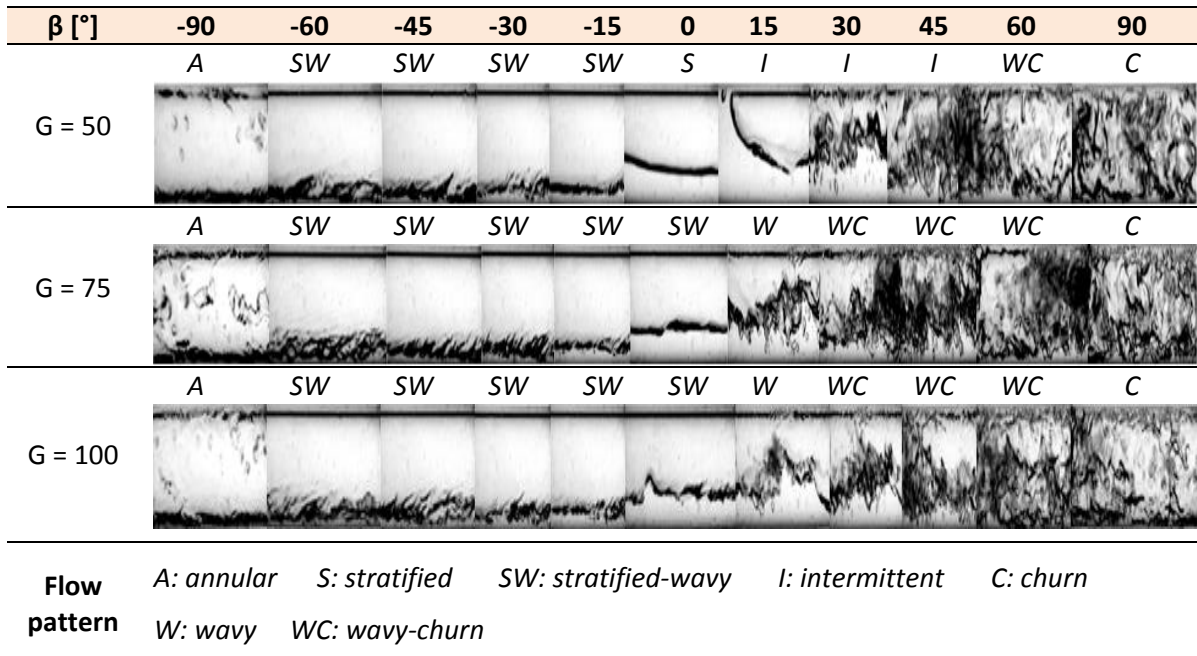 β [°] -90 -60 -45 -30 -15 0 15 30 45 60 90
A SW SW SW SW S I I I WC C
G = 50
A SW SW SW SW SW W WC WC WC C
G = 75
A SW SW SW SW SW W WC WC WC C
G = 100
Flow pattern
A: annular S: stratified SW: stratified-wavy I: intermittent C: churn
W: wavy WC: wavy-churn